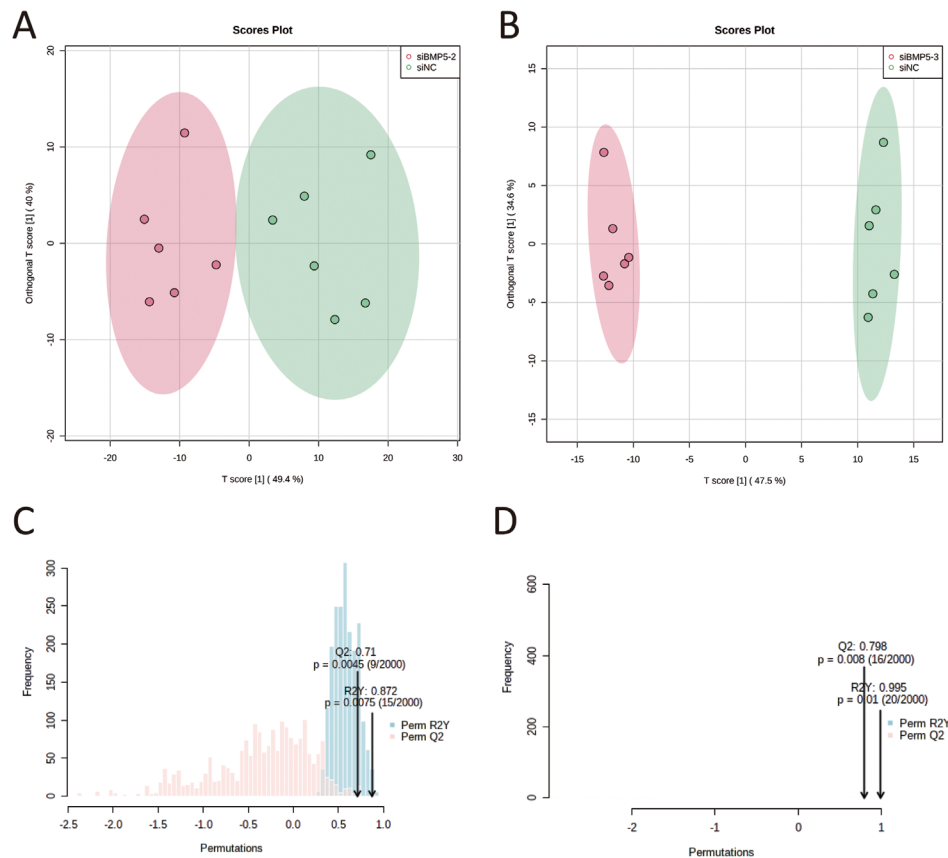 A
Scores Plot
siBMP5-2
siNC
Orthogonal T score [1] ( 40 %)
20
10
0
-10
-20
-20
-10
0
10
20
30
T score [1] ( 49.4 %)
B
Scores Plot
siBMP5-3
siNC
Orthogonal T score [1] ( 34.6 %)
15
10
5
0
-5
-10
-15
-15
-10
-5
0
5
10
15
T score [1] ( 47.5 %)
C
Frequency
300
250
200
150
100
50
0
Q2: 0.71
p = 0.0045 (9/2000)
R2Y: 0.872
p = 0.0075 (15/2000)
Perm R2Y
Perm Q2
-2.5
-2.0
-1.5
-1.0
-0.5
0.0
0.5
1.0
Permutations
D
Frequency
600
400
200
0
Q2: 0.798
p = 0.008 (16/2000)
R2Y: 0.995
p = 0.01 (20/2000)
Perm R2Y
Perm Q2
-2
-1
0
1
Permutations